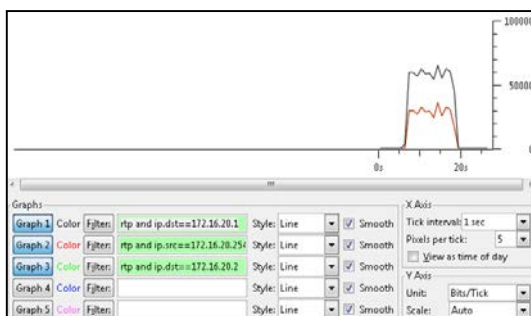 100000
50000
0
0s 20s
Graphs
X Axis
Graph 1 Color Filter: rtp and ip.dst==172.16.20.1 Style: Line Smooth
Tick interval: 1 sec
Graph 2 Color Filter: rtp and ip.src==172.16.20.254 Style: Line Smooth
Pixels per tick: 5
Graph 3 Color Filter: rtp and ip.dst==172.16.20.2 Style: Line Smooth
View as time of day
Graph 4 Color Filter: Style: Line Smooth
Y Axis
Unit: Bits/Tick
Graph 5 Color Filter: Style: Line Smooth
Scale: Auto